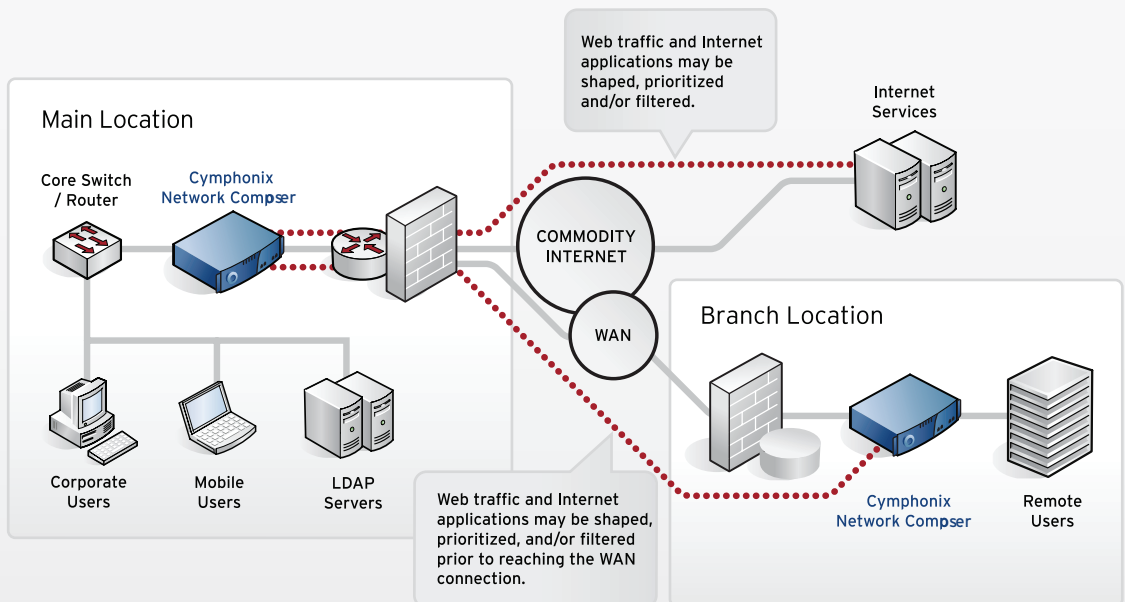 Web traffic and Internet
applications may be
shaped, prioritized
and/or filtered.
Internet
Services
Main Location
Core Switch
/ Router
Cymphonix
Network Compser
COMMODITY
INTERNET
WAN
Branch Location
Corporate
Users
Mobile
Users
LDAP
Servers
Web traffic and Internet
applications may be shaped,
prioritized, and/or filtered
prior to reaching the WAN
connection.
Cymphonix
Network Compser
Remote
Users